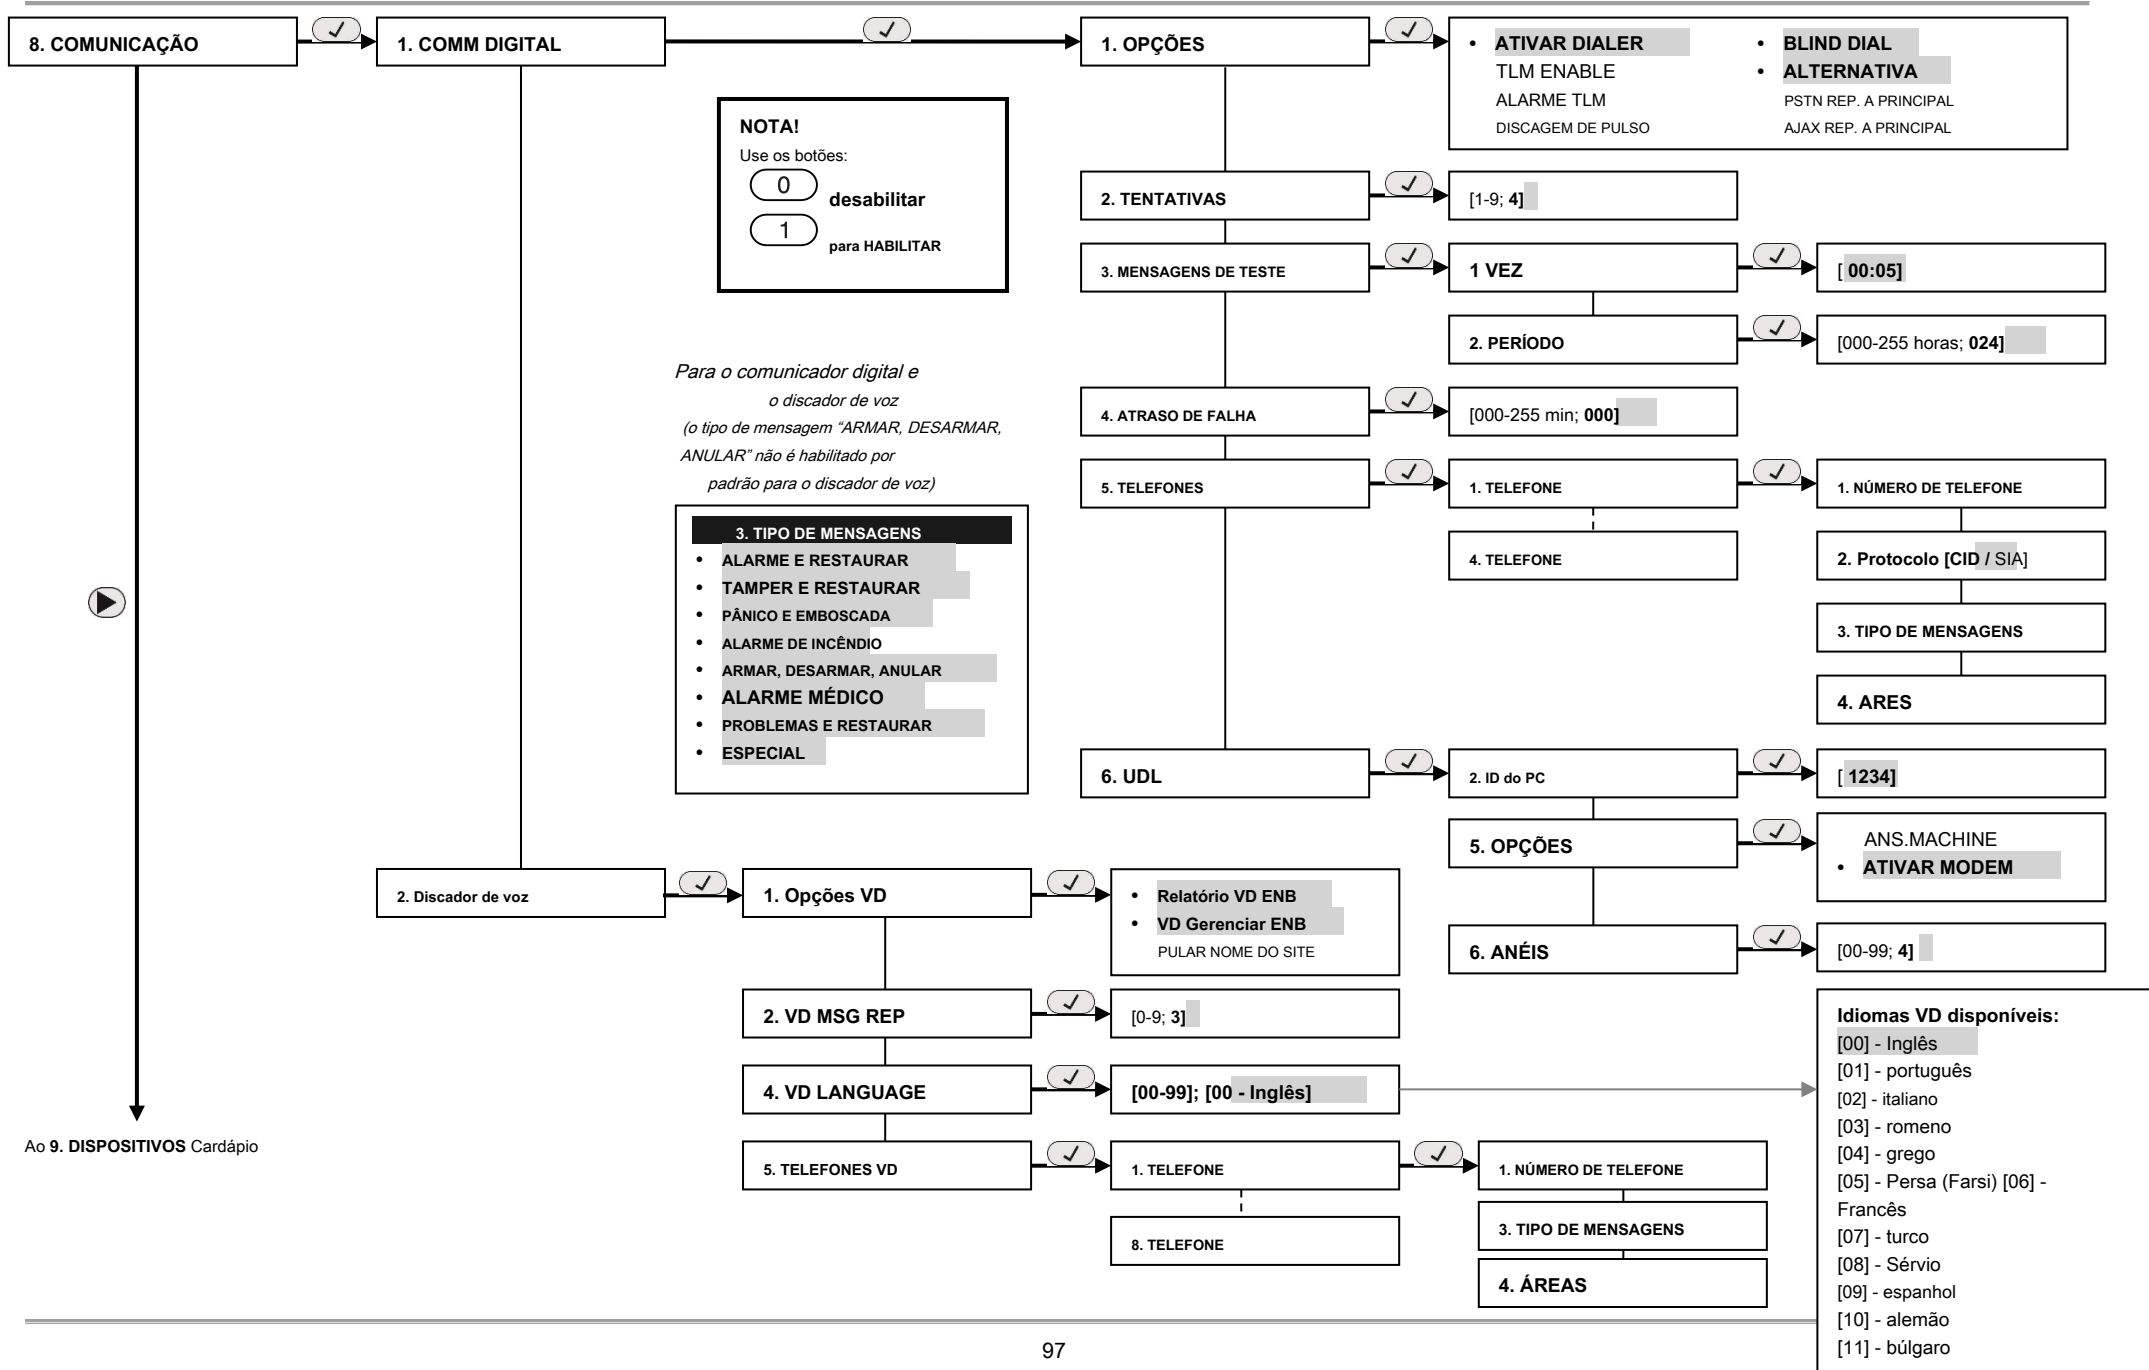 8. COMUNICAÇÃO
1. COMM DIGITAL
1. OPÇÕES
• ATIVAR DIALER
TLM ENABLE
ALARME TLM
DISCAGEM DE PULSO
• BLIND DIAL
• ALTERNATIVA
PSTN REP. A PRINCIPAL
AJAX REP. A PRINCIPAL
NOTA!
Use os botões:
0 desabilitar
1 para HABILITAR
2. TENTATIVAS
[1-9; 4]
3. MENSAGENS DE TESTE
1 VEZ
[ 00:05]
2. PERÍODO
[000-255 horas; 024]
4. ATRASO DE FALHA
[000-255 min; 000]
5. TELEFONES
1. TELEFONE
1. NÚMERO DE TELEFONE
4. TELEFONE
2. Protocolo [CID / SIA]
3. TIPO DE MENSAGENS
4. ARES
Para o comunicador digital e
o discador de voz
(o tipo de mensagem “ARMAR, DESARMAR,
ANULAR” não é habilitado por
padrão para o discador de voz)
3. TIPO DE MENSAGENS
• ALARME E RESTAURAR
• TAMPER E RESTAURAR
• PÂNICO E EMBOSCADA
• ALARME DE INCÊNDIO
• ARMAR, DESARMAR, ANULAR
• ALARME MÉDICO
• PROBLEMAS E RESTAURAR
• ESPECIAL
6. UDL
2. ID do PC
[ 1234]
5. OPÇÕES
ANS.MACHINE
• ATIVAR MODEM
6. ANÉIS
[00-99; 4]
2. Discador de voz
1. Opções VD
• Relatório VD ENB
• VD Gerenciar ENB
PULAR NOME DO SITE
2. VD MSG REP
[0-9; 3]
4. VD LANGUAGE
[00-99]; [00 - Inglês]
5. TELEFONES VD
1. TELEFONE
1. NÚMERO DE TELEFONE
8. TELEFONE
3. TIPO DE MENSAGENS
4. ÁREAS
Idiomas VD disponíveis:
[00] - Inglês
[01] - português
[02] - italiano
[03] - romeno
[04] - grego
[05] - Persa (Farsi) [06] -
Francês
[07] - turco
[08] - Sérvio
[09] - espanhol
[10] - alemão
[11] - búlgaro
Ao 9. DISPOSITIVOS Cardápio
97